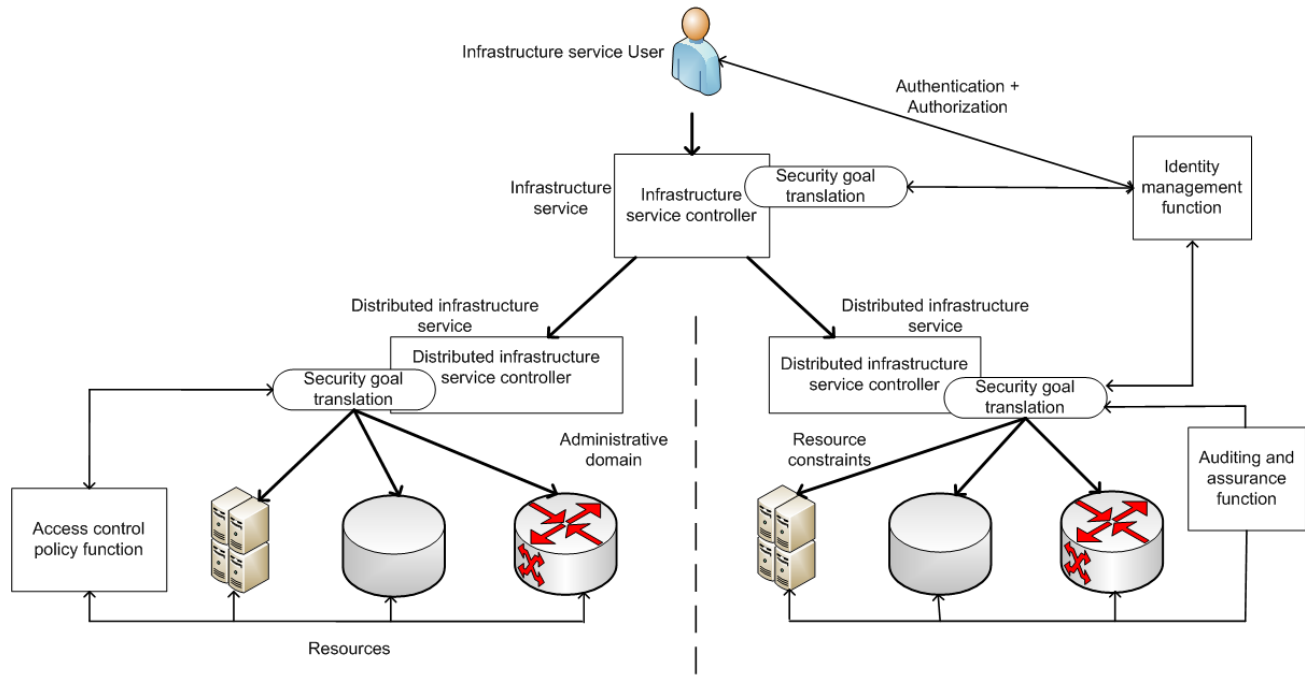 Infrastructure service User
Authentication +
Authorization
Identity
management
function
Security goal
translation
Infrastructure
service
Infrastructure
service controller
Distributed infrastructure
service
Distributed infrastructure
service controller
Security goal
translation
Administrative
domain
Access control
policy function
Resources
Distributed infrastructure
service
Distributed infrastructure
service controller
Security goal
translation
Resource
constraints
Auditing and
assurance
function